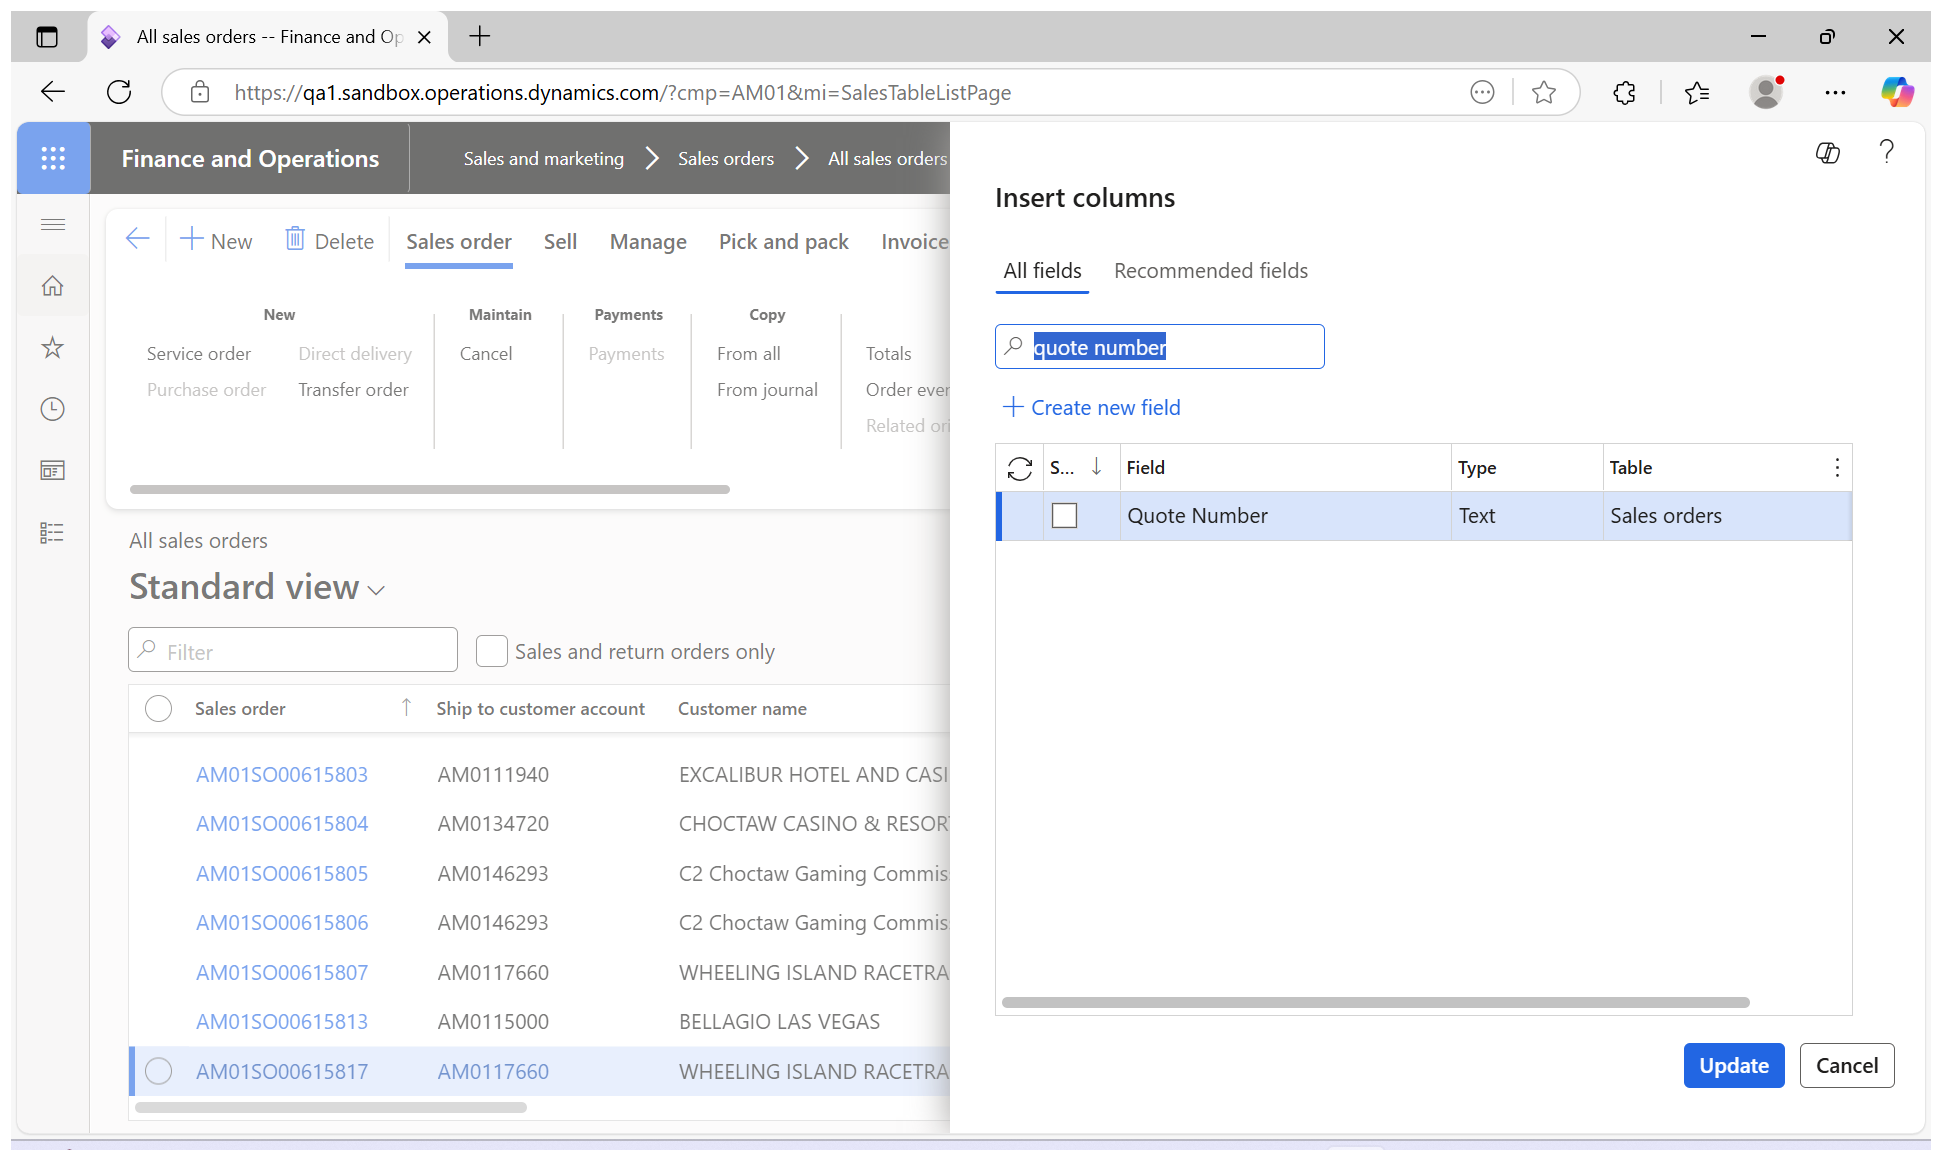 All sales orders -- Finance and Op
https://qa1.sandbox.operations.dynamics.com/?cmp=AM01&mi=SalesTableListPage
Finance and Operations
Sales and marketing
Sales orders
All sales orders
New
Delete
Sales order
Sell
Manage
Pick and pack
Invoice
New
Service order
Direct delivery
Purchase order
Transfer order
Maintain
Cancel
Payments
Payments
Copy
From all
From journal
Totals
Order ever
Related ori
All sales orders
Standard view
Filter
Sales and return orders only
Sales order Ship to customer account Customer name
AM01SO00615803 AM0111940 EXCALIBUR HOTEL AND CASI
AM01SO00615804 AM0134720 CHOCTAW CASINO & RESOR
AM01SO00615805 AM0146293 C2 Choctaw Gaming Commis
AM01SO00615806 AM0146293 C2 Choctaw Gaming Commis
AM01SO00615807 AM0117660 WHEELING ISLAND RACETRA
AM01SO00615813 AM0115000 BELLAGIO LAS VEGAS
AM01SO00615817 AM0117660 WHEELING ISLAND RACETRA
Insert columns
All fields
Recommended fields
quote number
Create new field
S... Field Type Table
Quote Number Text Sales orders
Update
Cancel